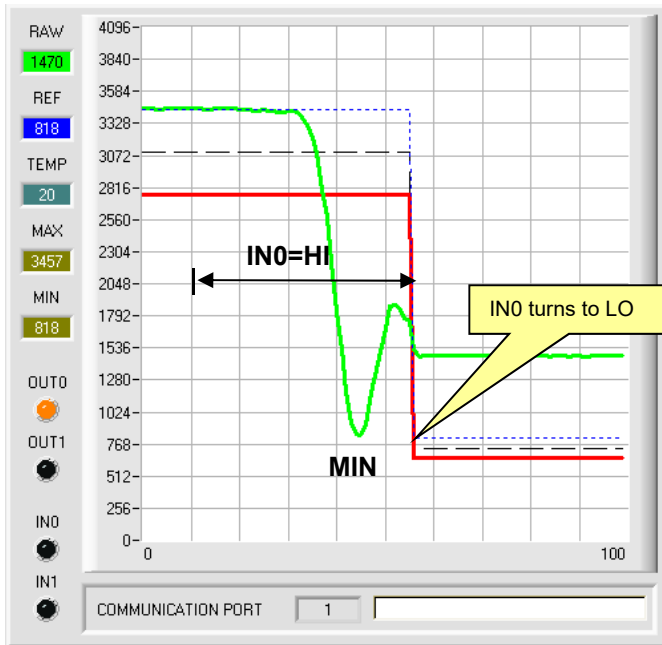 RAW
1470
REF
818
TEMP
20
MAX
3457
MIN
818
OUT0
OUT1
IN0
IN1
4096
3840
3584
3328
3072
2816
2560
2304
2048
1792
1536
1280
1024
768
512
256
0
0
100
IN0=HI
IN0 turns to LO
MIN
COMMUNICATION PORT
1